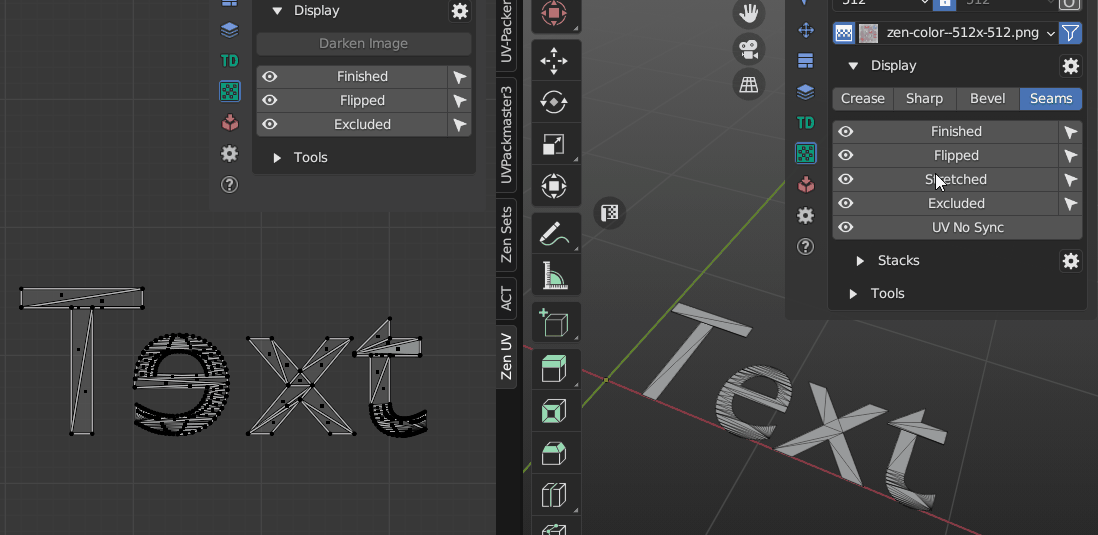 Display
Darken Image
Finished
Flipped
Excluded
Tools
TD
UV-Packer
UVPackmaster3
Zen Sets
ACT
Zen UV
Text
512
512
zen-color--512x-512.png
Display
Crease Sharp Bevel Seams
Finished
Flipped
Stretched
Excluded
UV No Sync
Stacks
Tools
TD
Text